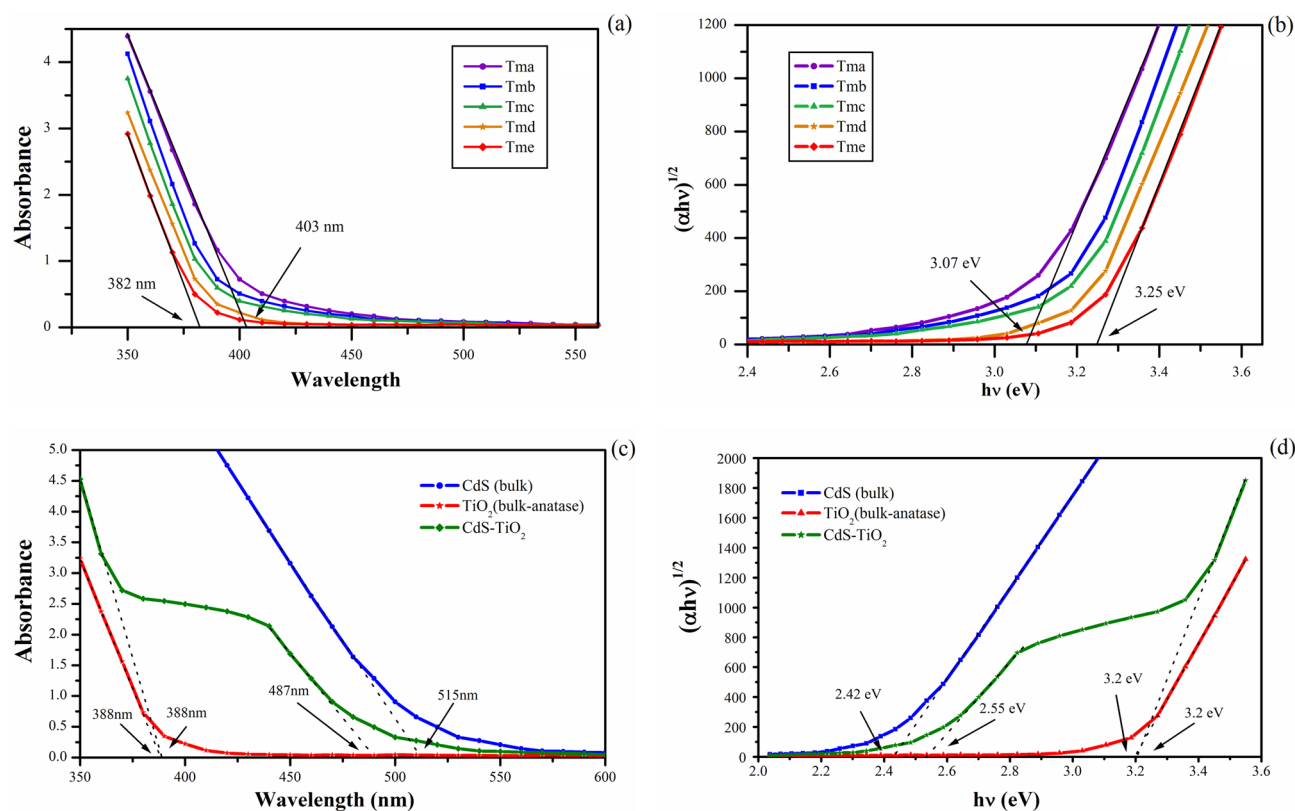 (a)
Absorbance
4
3
2
1
0
350
400
450
500
550
Wavelength
Tma
Tmb
Tmc
Tmd
Tme
403 nm
382 nm
(b)
(αhν)1/2
1200
1000
800
600
400
200
0
2.4
2.6
2.8
3.0
3.2
3.4
3.6
hν (eV)
Tma
Tmb
Tmc
Tmd
Tme
3.07 eV
3.25 eV
(c)
Absorbance
5.0
4.5
4.0
3.5
3.0
2.5
2.0
1.5
1.0
0.5
0.0
350
400
450
500
550
600
Wavelength (nm)
CdS (bulk)
TiO2(bulk-anatase)
CdS-TiO2
388nm
388nm
487nm
515nm
(d)
(αhν)1/2
2000
1800
1600
1400
1200
1000
800
600
400
200
0
2.0
2.2
2.4
2.6
2.8
3.0
3.2
3.4
3.6
hν (eV)
CdS (bulk)
TiO2(bulk-anatase)
CdS-TiO2
2.42 eV
2.55 eV
3.2 eV
3.2 eV